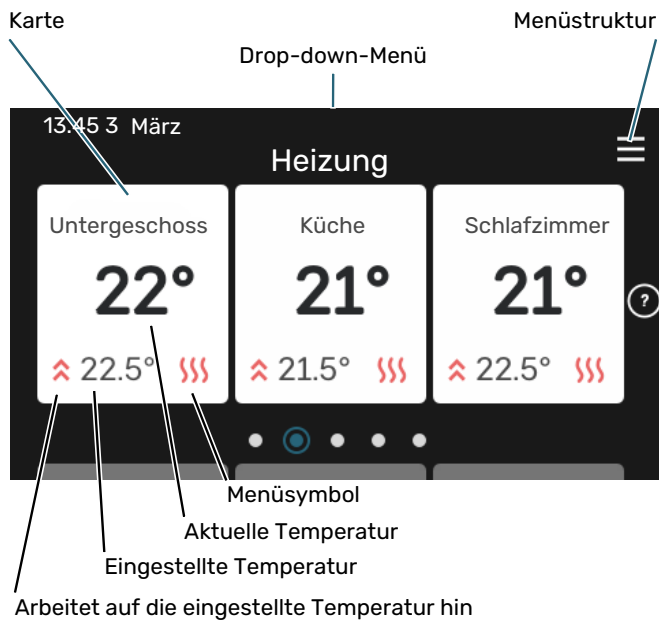 Karte
Menüstruktur
Drop-down-Menü
13.45 3 März
Heizung
Untergeschoss
Küche
Schlafzimmer
22°
21°
21°
?
22.5°
21.5°
22.5°
Menüsymbol
Aktuelle Temperatur
Eingestellte Temperatur
Arbeitet auf die eingestellte Temperatur hin